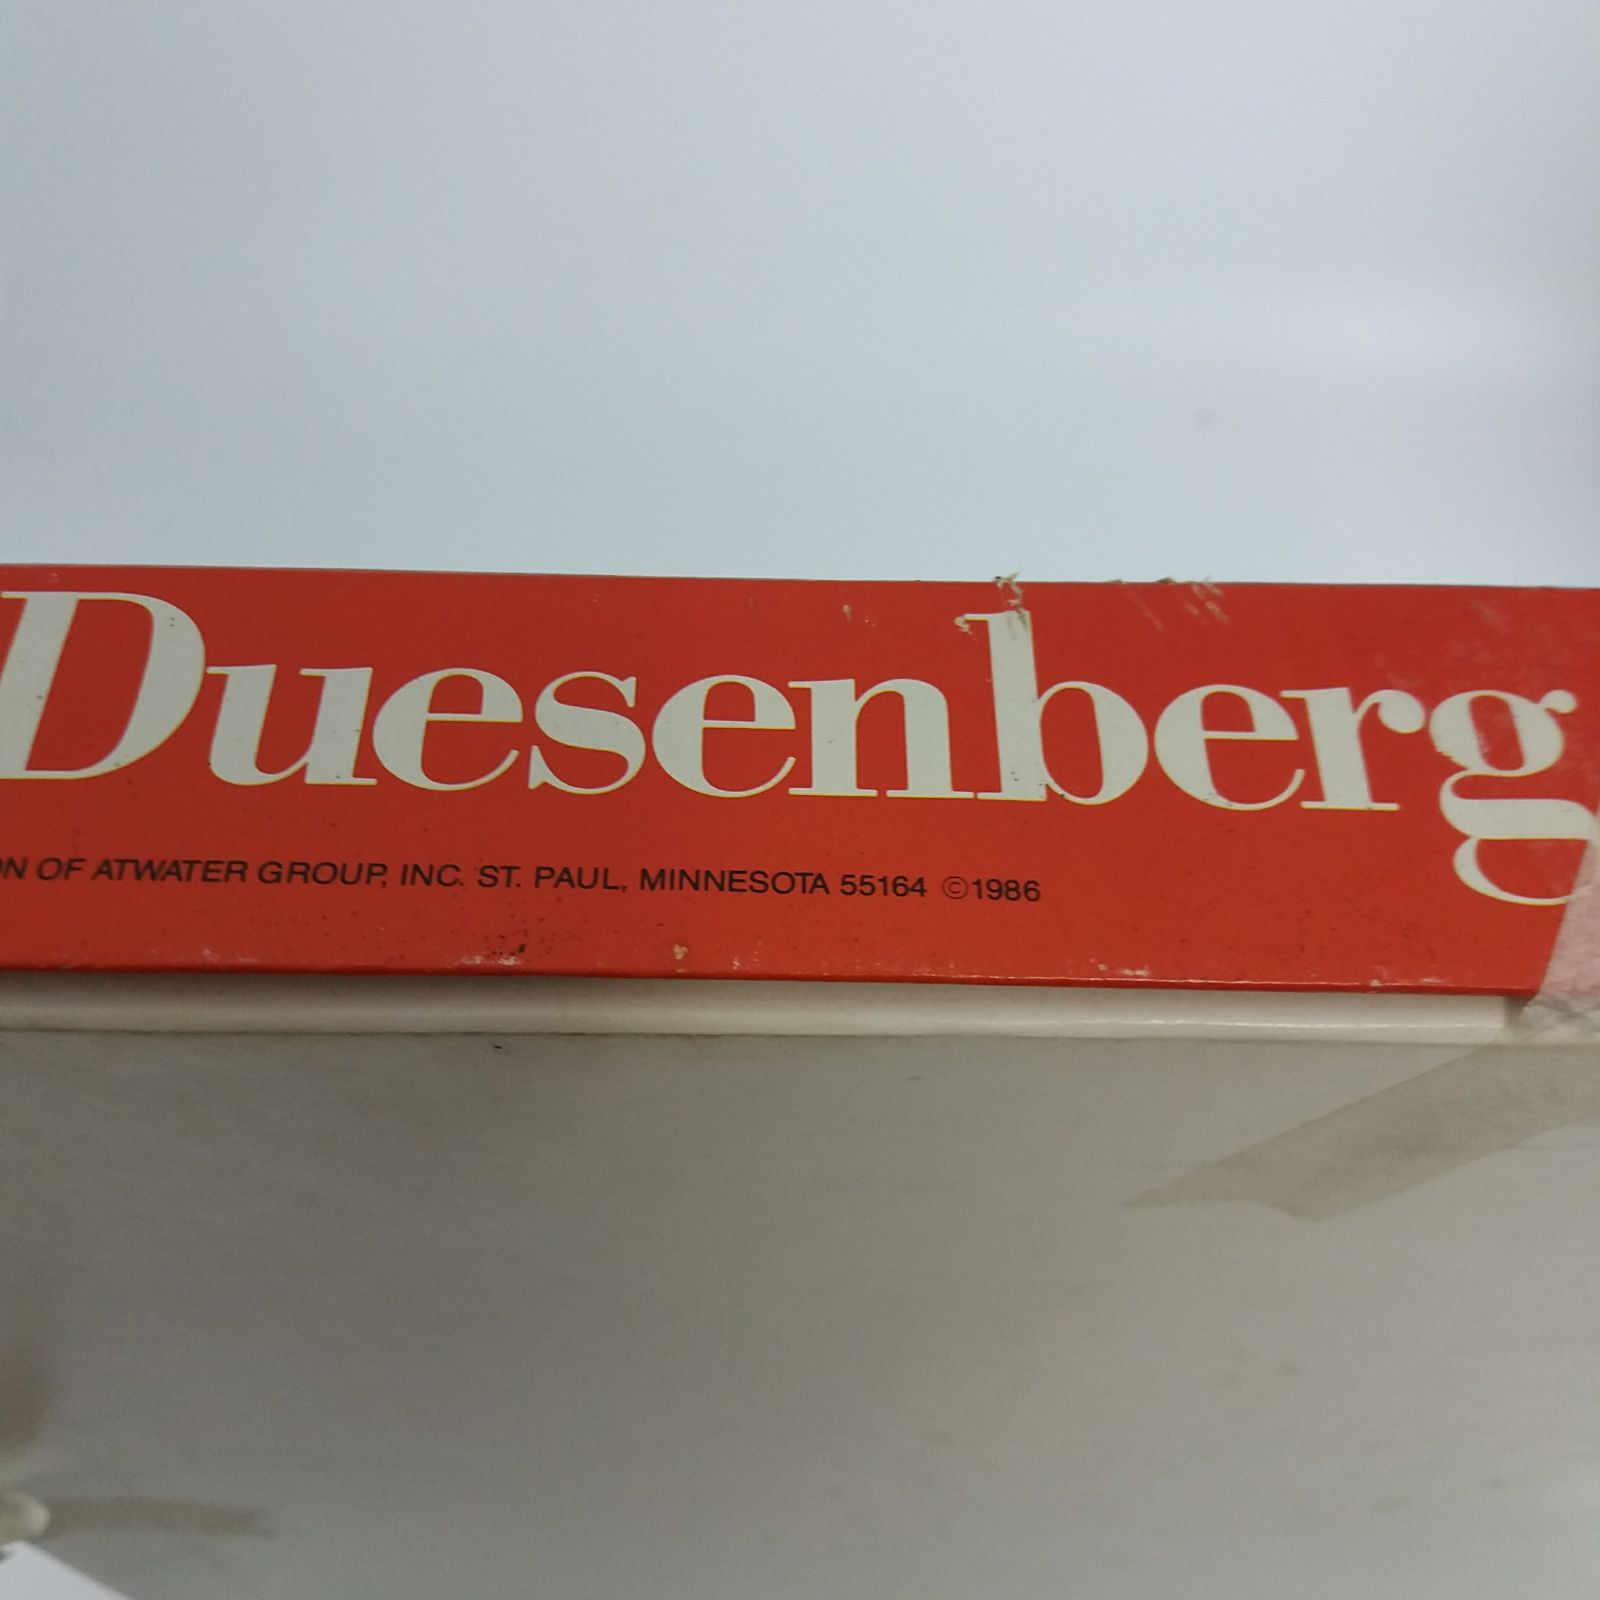 Duesenberg
ON OF ATWATER GROUP, INC. ST. PAUL, MINNESOTA 55164 ©1986